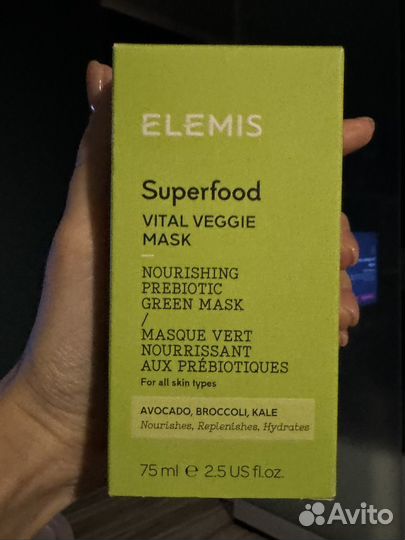 ELEMIS
Superfood
VITAL VEGGIE
MASK
NOURISHING
PREBIOTIC
GREEN MASK
/
MASQUE VERT
NOURRISSANT
AUX PRÉBIOTIQUES
For all skin types
AVOCADO, BROCCOLI, KALE
Nourishes, Replenishes, Hydrates
75 ml ℮ 2.5 US fl.oz.
Avito